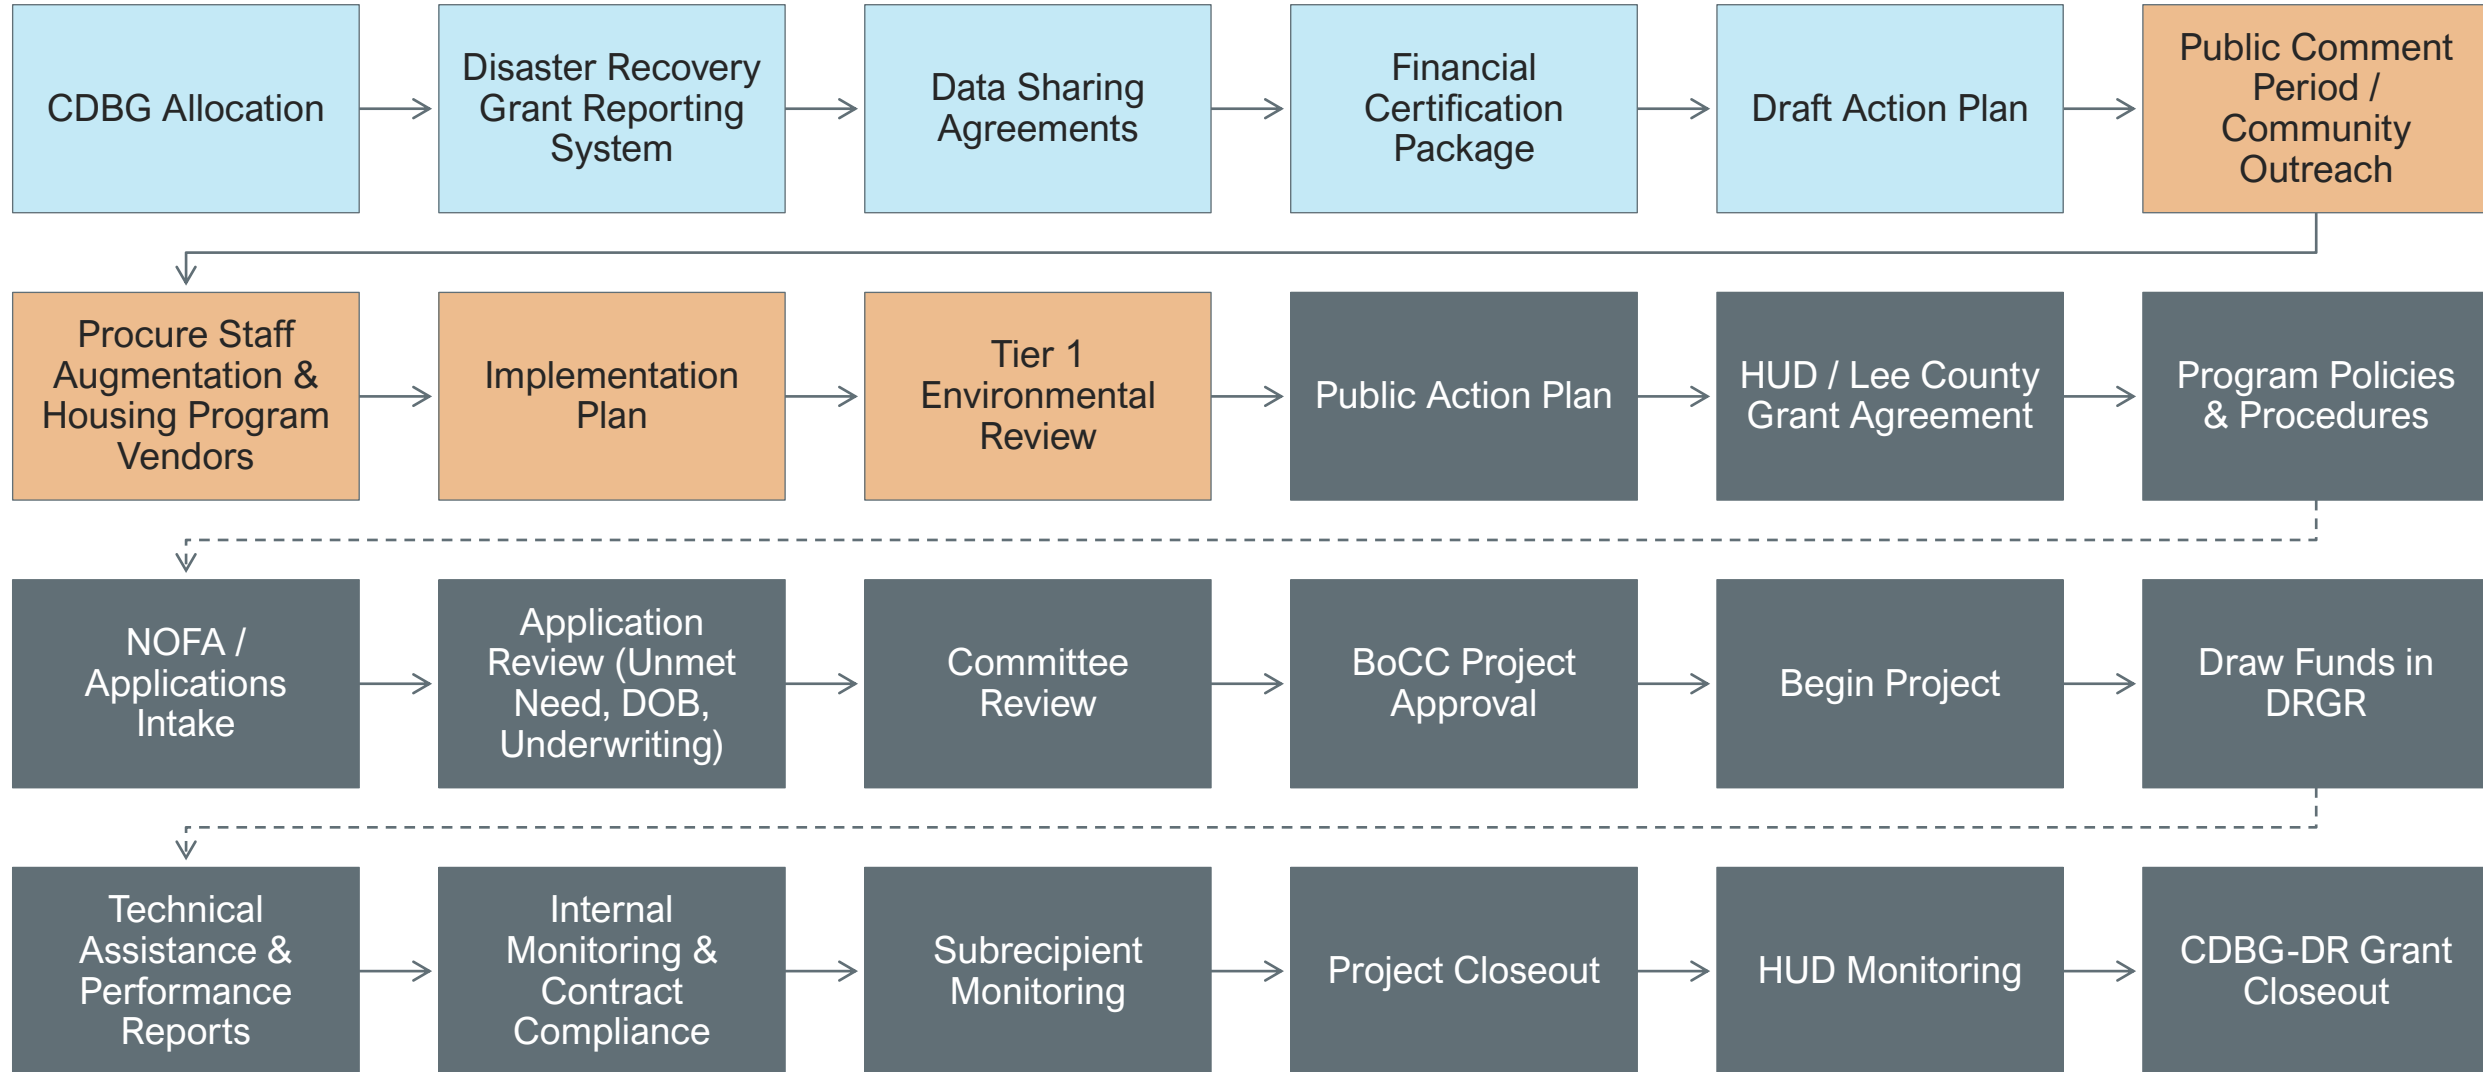 CDBG Allocation
Disaster Recovery
Grant Reporting
System
Data Sharing
Agreements
Financial
Certification
Package
Draft Action Plan
Public Comment
Period /
Community
Outreach
Procure Staff
Augmentation &
Housing Program
Vendors
Implementation
Plan
Tier 1
Environmental
Review
Public Action Plan
HUD / Lee County
Grant Agreement
Program Policies
& Procedures
NOFA /
Applications
Intake
Application
Review (Unmet
Need, DOB,
Underwriting)
Committee
Review
BoCC Project
Approval
Begin Project
Draw Funds in
DRGR
Technical
Assistance &
Performance
Reports
Internal
Monitoring &
Contract
Compliance
Subrecipient
Monitoring
Project Closeout
HUD Monitoring
CDBG-DR Grant
Closeout